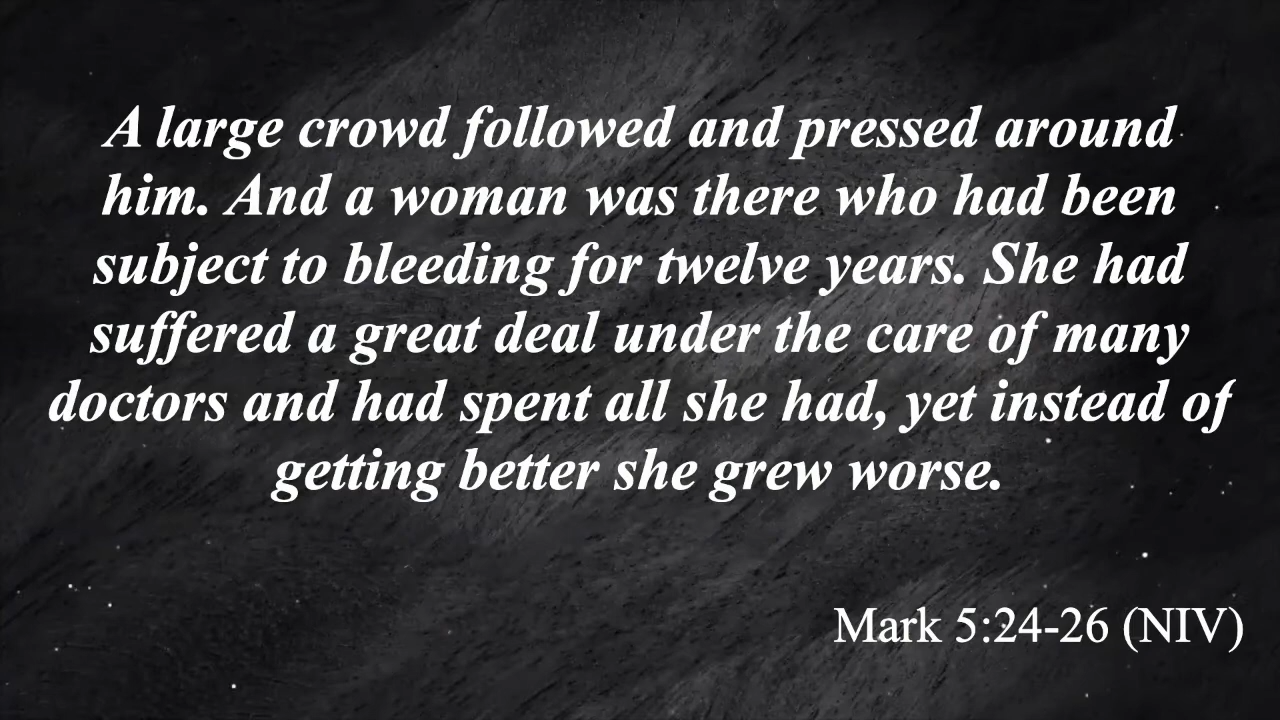 A large crowd followed and pressed around
him. And a woman was there who had been
subject to bleeding for twelve years. She had
suffered a great deal under the care of many
doctors and had spent all she had, yet instead of
getting better she grew worse.
Mark 5:24-26 (NIV)